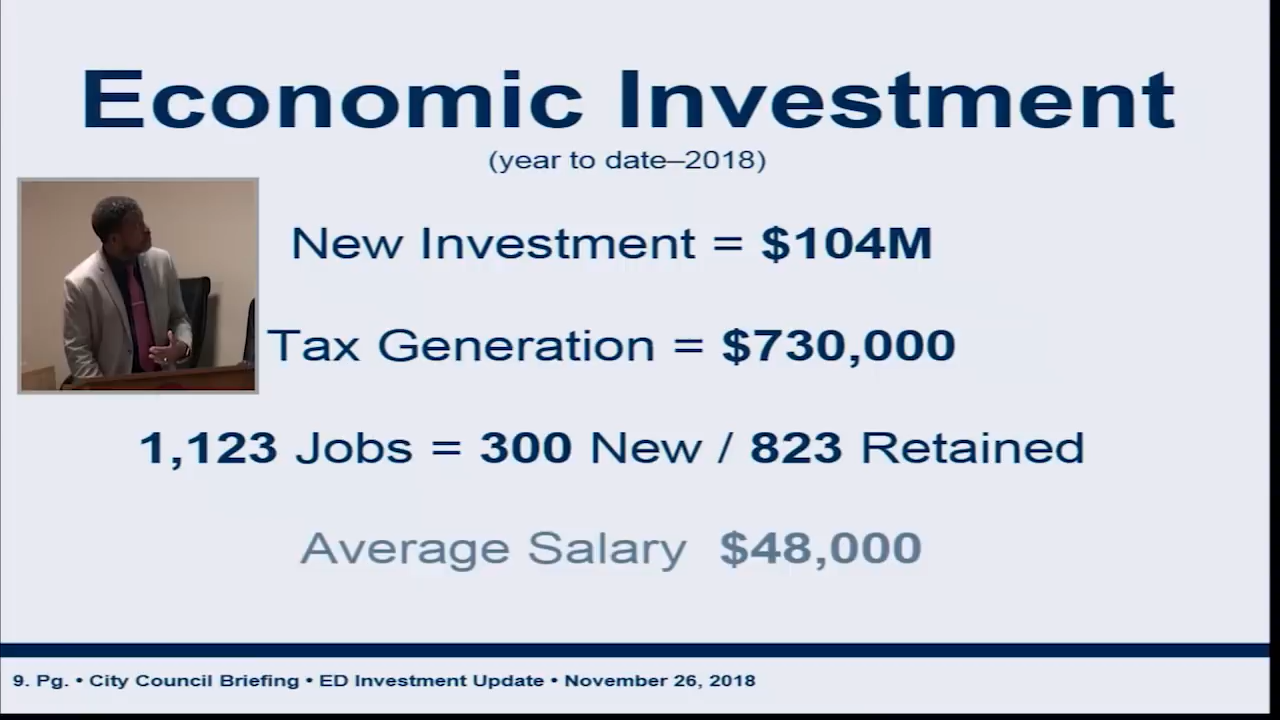 Economic Investment
(year to date–2018)
New Investment = $104M
Tax Generation = $730,000
1,123 Jobs = 300 New / 823 Retained
Average Salary $48,000
9. Pg. • City Council Briefing • ED Investment Update • November 26, 2018